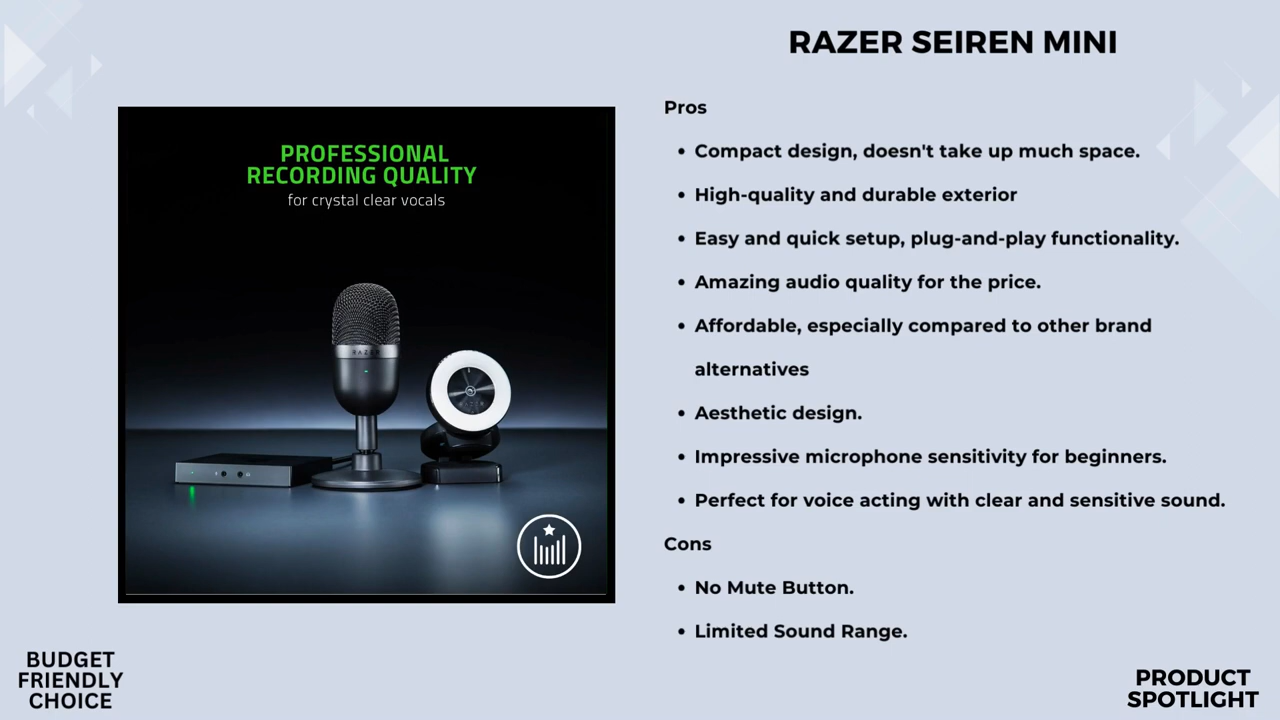 RAZER SEIREN MINI
PROFESSIONAL
RECORDING QUALITY
for crystal clear vocals
RAZER
Pros
• Compact design, doesn't take up much space.
• High-quality and durable exterior
• Easy and quick setup, plug-and-play functionality.
• Amazing audio quality for the price.
• Affordable, especially compared to other brand
alternatives
• Aesthetic design.
• Impressive microphone sensitivity for beginners.
• Perfect for voice acting with clear and sensitive sound.
Cons
• No Mute Button.
• Limited Sound Range.
BUDGET
FRIENDLY
CHOICE
PRODUCT
SPOTLIGHT